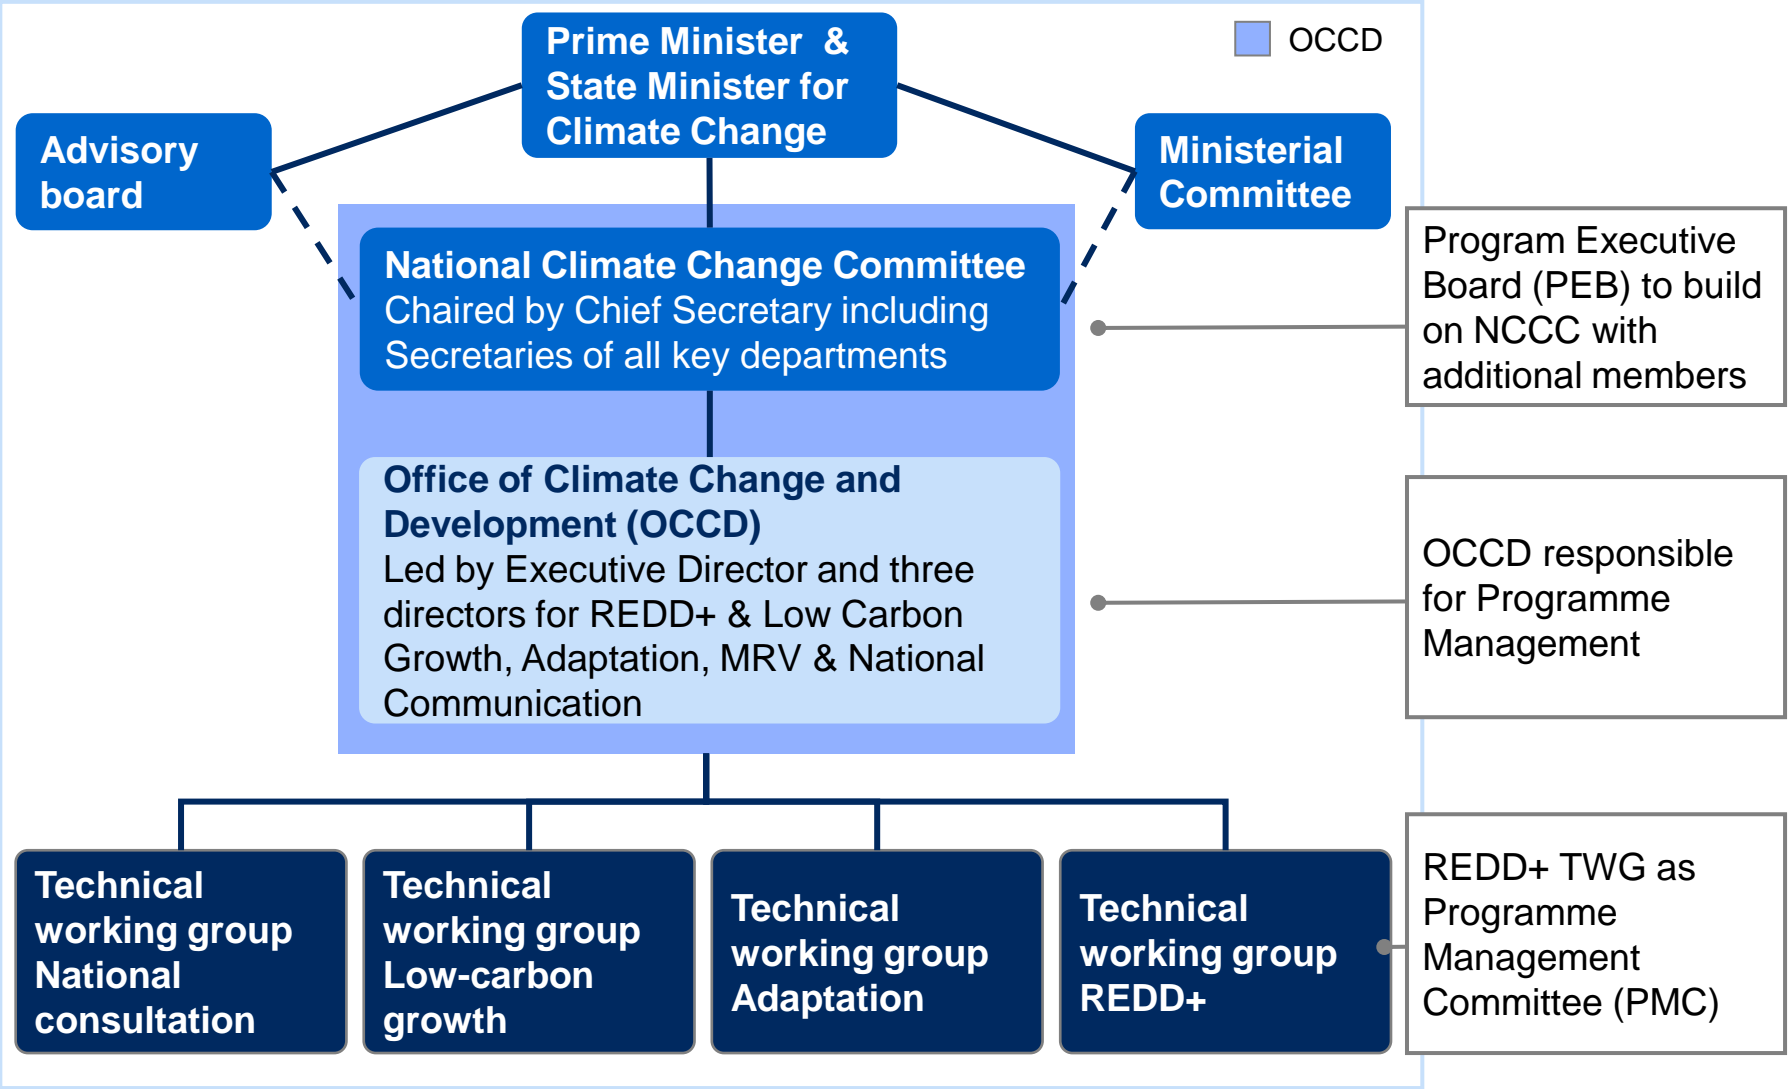 Prime Minister &
State Minister for
Climate Change
OCCD
Advisory
board
Ministerial
Committee
National Climate Change Committee
Chaired by Chief Secretary including
Secretaries of all key departments
Program Executive
Board (PEB) to build
on NCCC with
additional members
Office of Climate Change and
Development (OCCD)
Led by Executive Director and three
directors for REDD+ & Low Carbon
Growth, Adaptation, MRV & National
Communication
OCCD responsible
for Programme
Management
Technical
working group
National
consultation
Technical
working group
Low-carbon
growth
Technical
working group
Adaptation
Technical
working group
REDD+
REDD+ TWG as
Programme
Management
Committee (PMC)